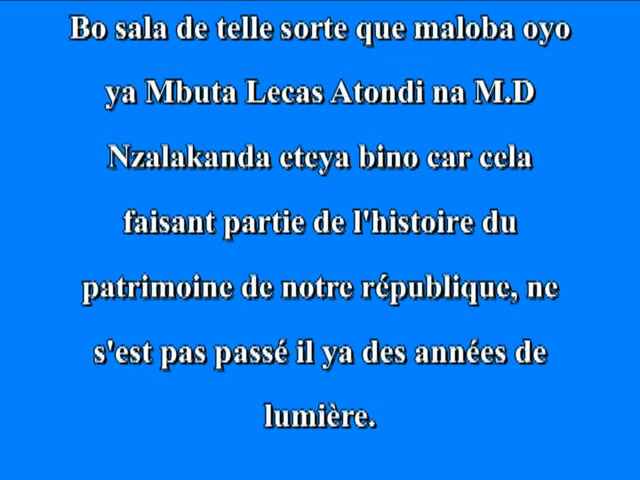 Bo sala de telle sorte que maloba oyo
ya Mbuta Lecas Atondi na M.D
Nzalakanda eteya bino car cela
faisant partie de l'histoire du
patrimoine de notre république, ne
s'est pas passé il ya des années de
lumière.